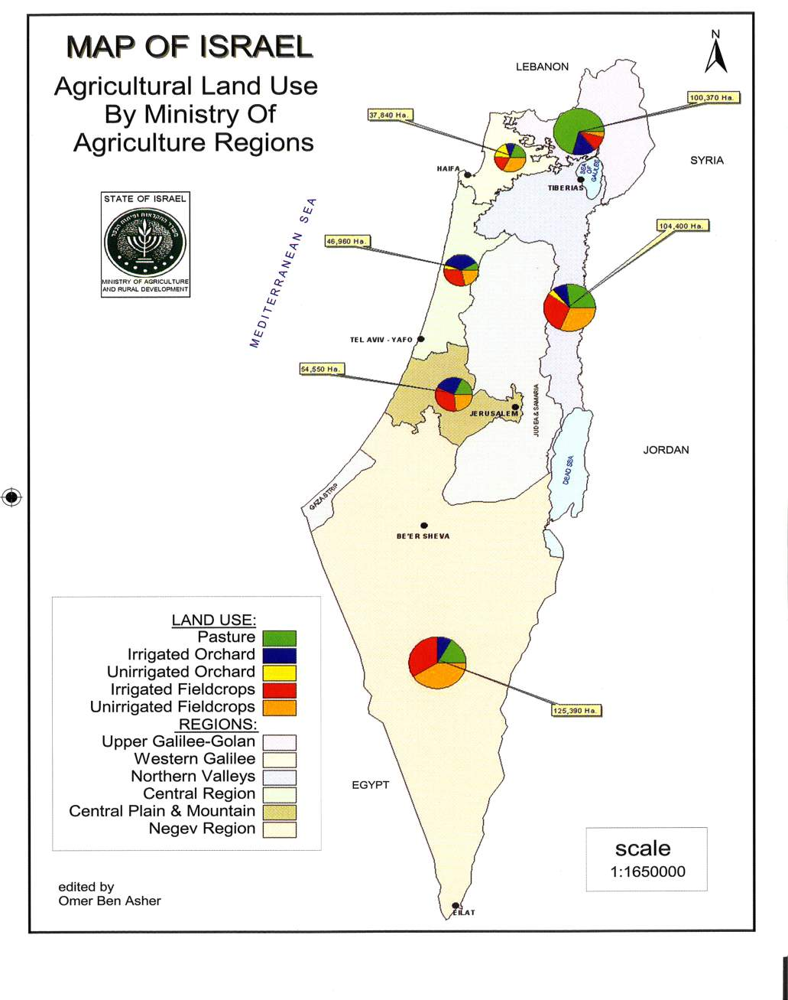 MAP OF ISRAEL
Agricultural Land Use
By Ministry Of
Agriculture Regions
N
LEBANON
100,370 Ha.
37,840 Ha.
SYRIA
HAIFA
SEA
OF
GALILEE
TIBERIAS
STATE OF ISRAEL
משרד החקלאות ופיתוח הכפר
MINISTRY OF AGRICULTURE
AND RURAL DEVELOPMENT
MEDITERRANEAN SEA
104,400 Ha.
46,960 Ha.
TEL AVIV - YAFO
54,550 Ha.
JERUSALEM
JUDEA & SAMARIA
JORDAN
DEAD SEA
GAZA STRIP
BE'ER SHEVA
LAND USE:
Pasture
Irrigated Orchard
Unirrigated Orchard
Irrigated Fieldcrops
Unirrigated Fieldcrops
REGIONS:
Upper Galilee-Golan
Western Galilee
Northern Valleys
Central Region
Central Plain & Mountain
Negev Region
125,390 Ha.
EGYPT
scale
1:1650000
edited by
Omer Ben Asher
EILAT